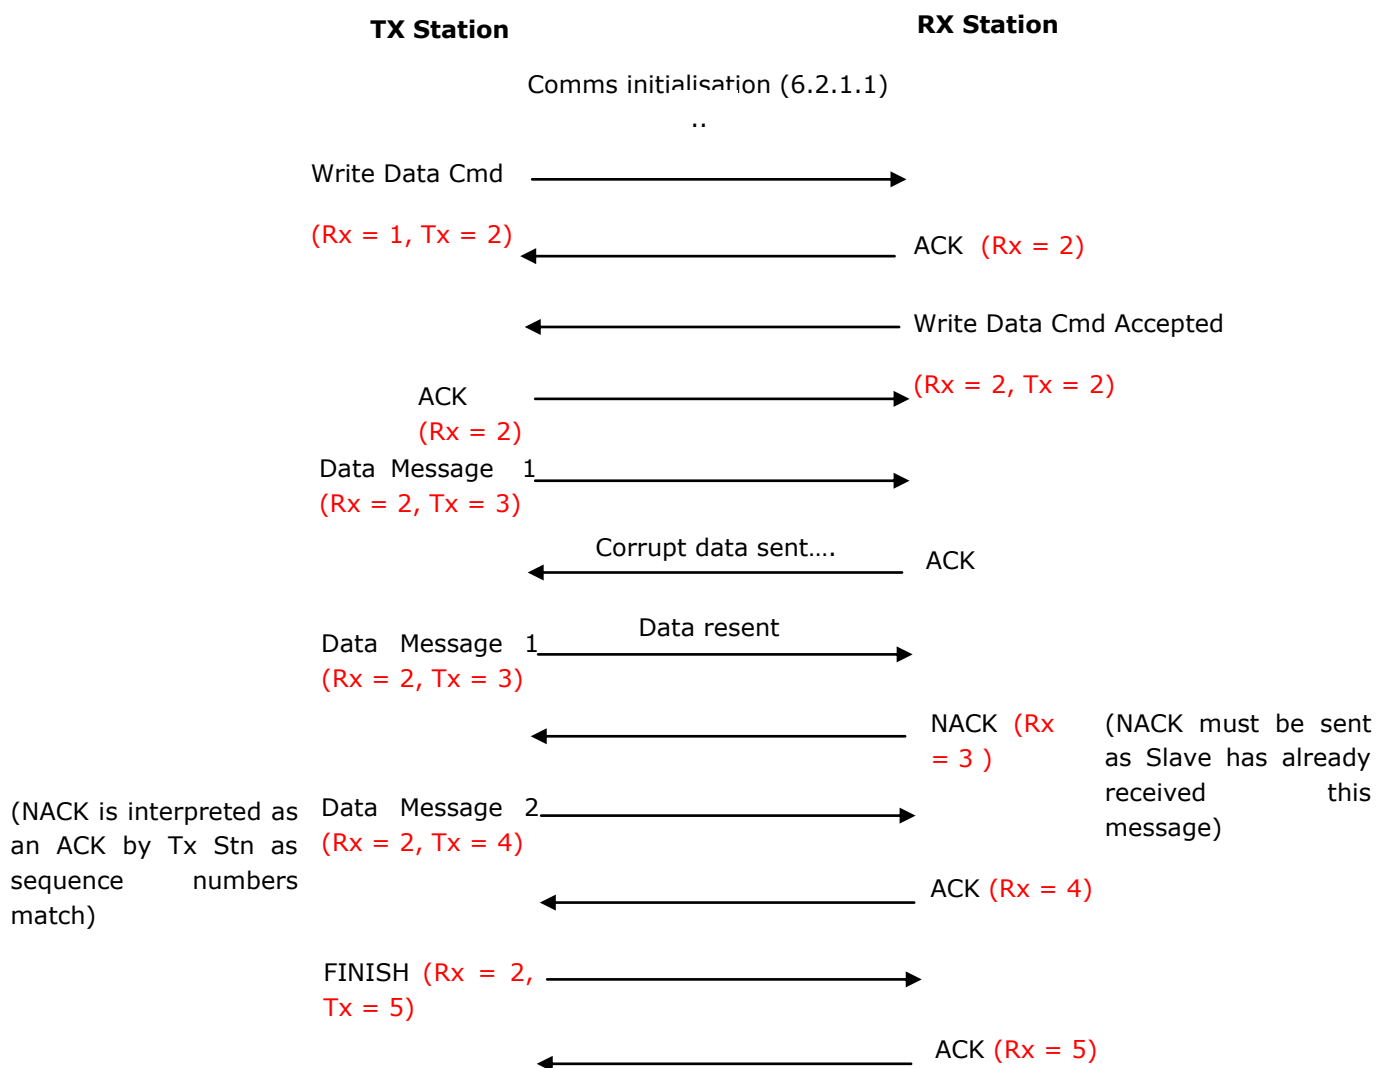 TX Station
RX Station
Comms initialisation (6.2.1.1)
..
Write Data Cmd
(Rx = 1, Tx = 2)
ACK (Rx = 2)
Write Data Cmd Accepted
(Rx = 2, Tx = 2)
ACK
(Rx = 2)
Data Message 1
(Rx = 2, Tx = 3)
Corrupt data sent….
ACK
Data resent
Data Message 1
(Rx = 2, Tx = 3)
NACK (Rx
= 3 )
(NACK must be sent
as Slave has already
received this
message)
(NACK is interpreted as
an ACK by Tx Stn as
sequence numbers
match)
Data Message 2
(Rx = 2, Tx = 4)
ACK (Rx = 4)
FINISH (Rx = 2,
Tx = 5)
ACK (Rx = 5)